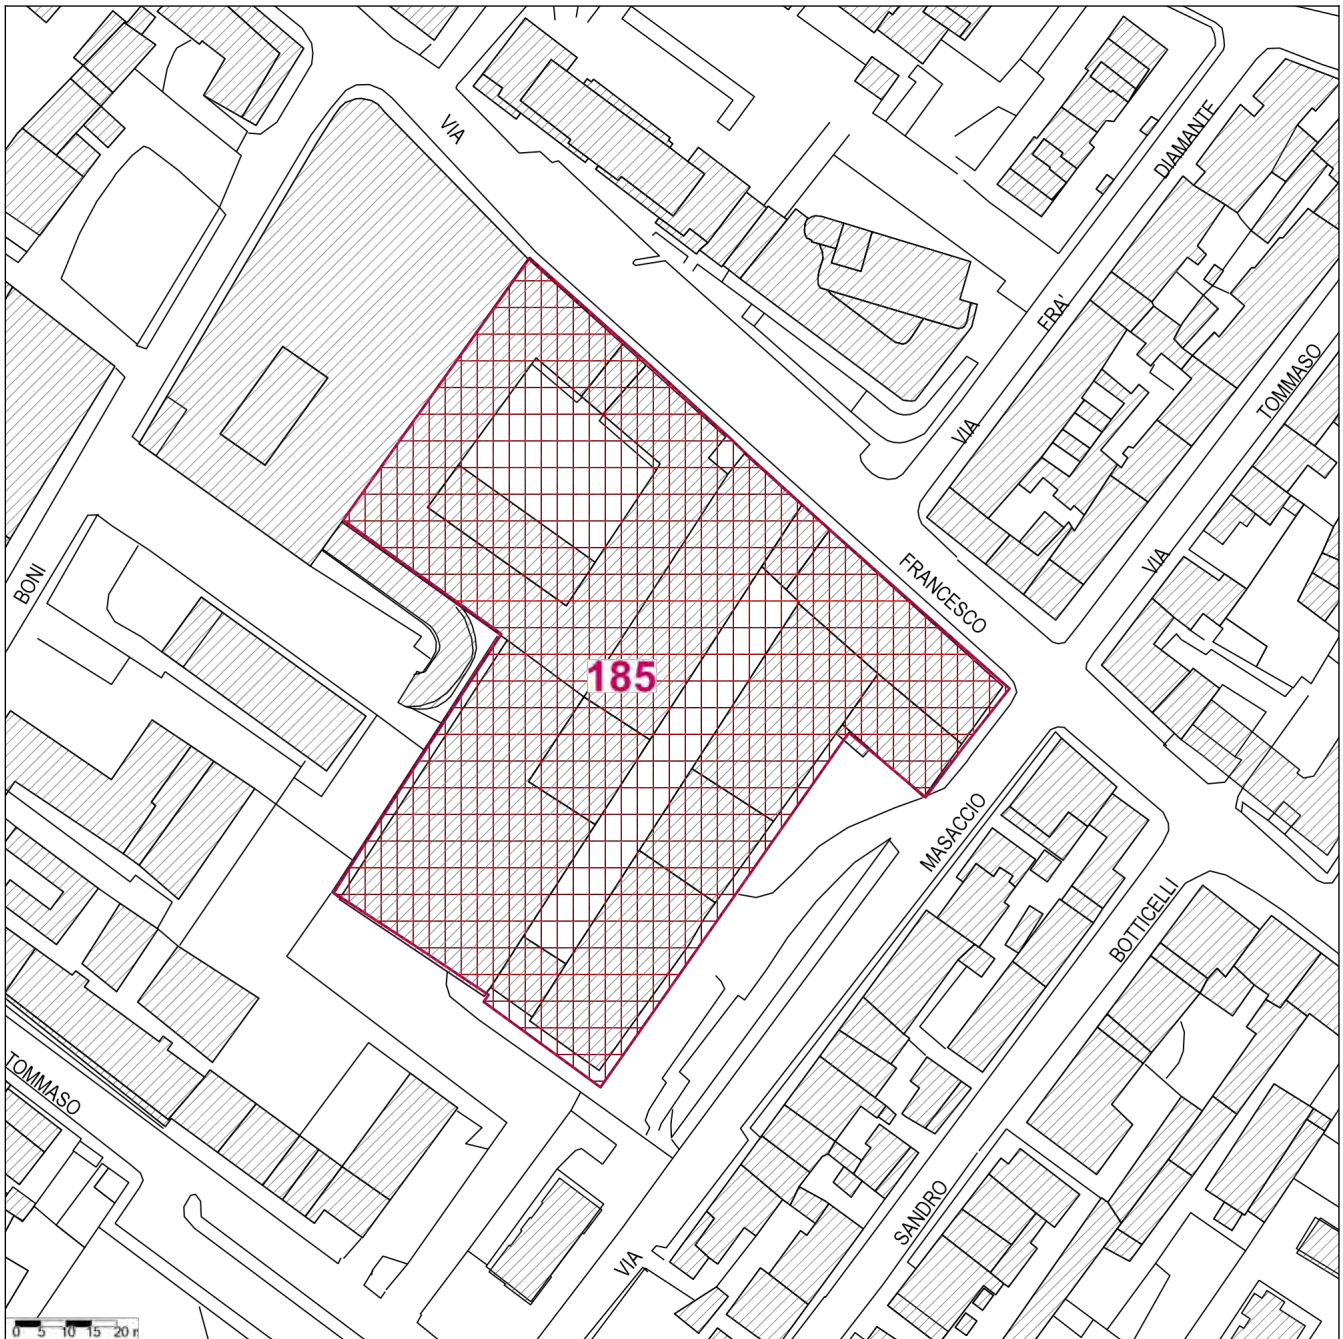 VIA
DIAMANTE
FRA'
TOMMASO
VIA
FRANCESCO
VIA
BONI
185
MASACCIO
BOTTICELLI
TOMMASO
SANDRO
VIA
0 5 10 15 20